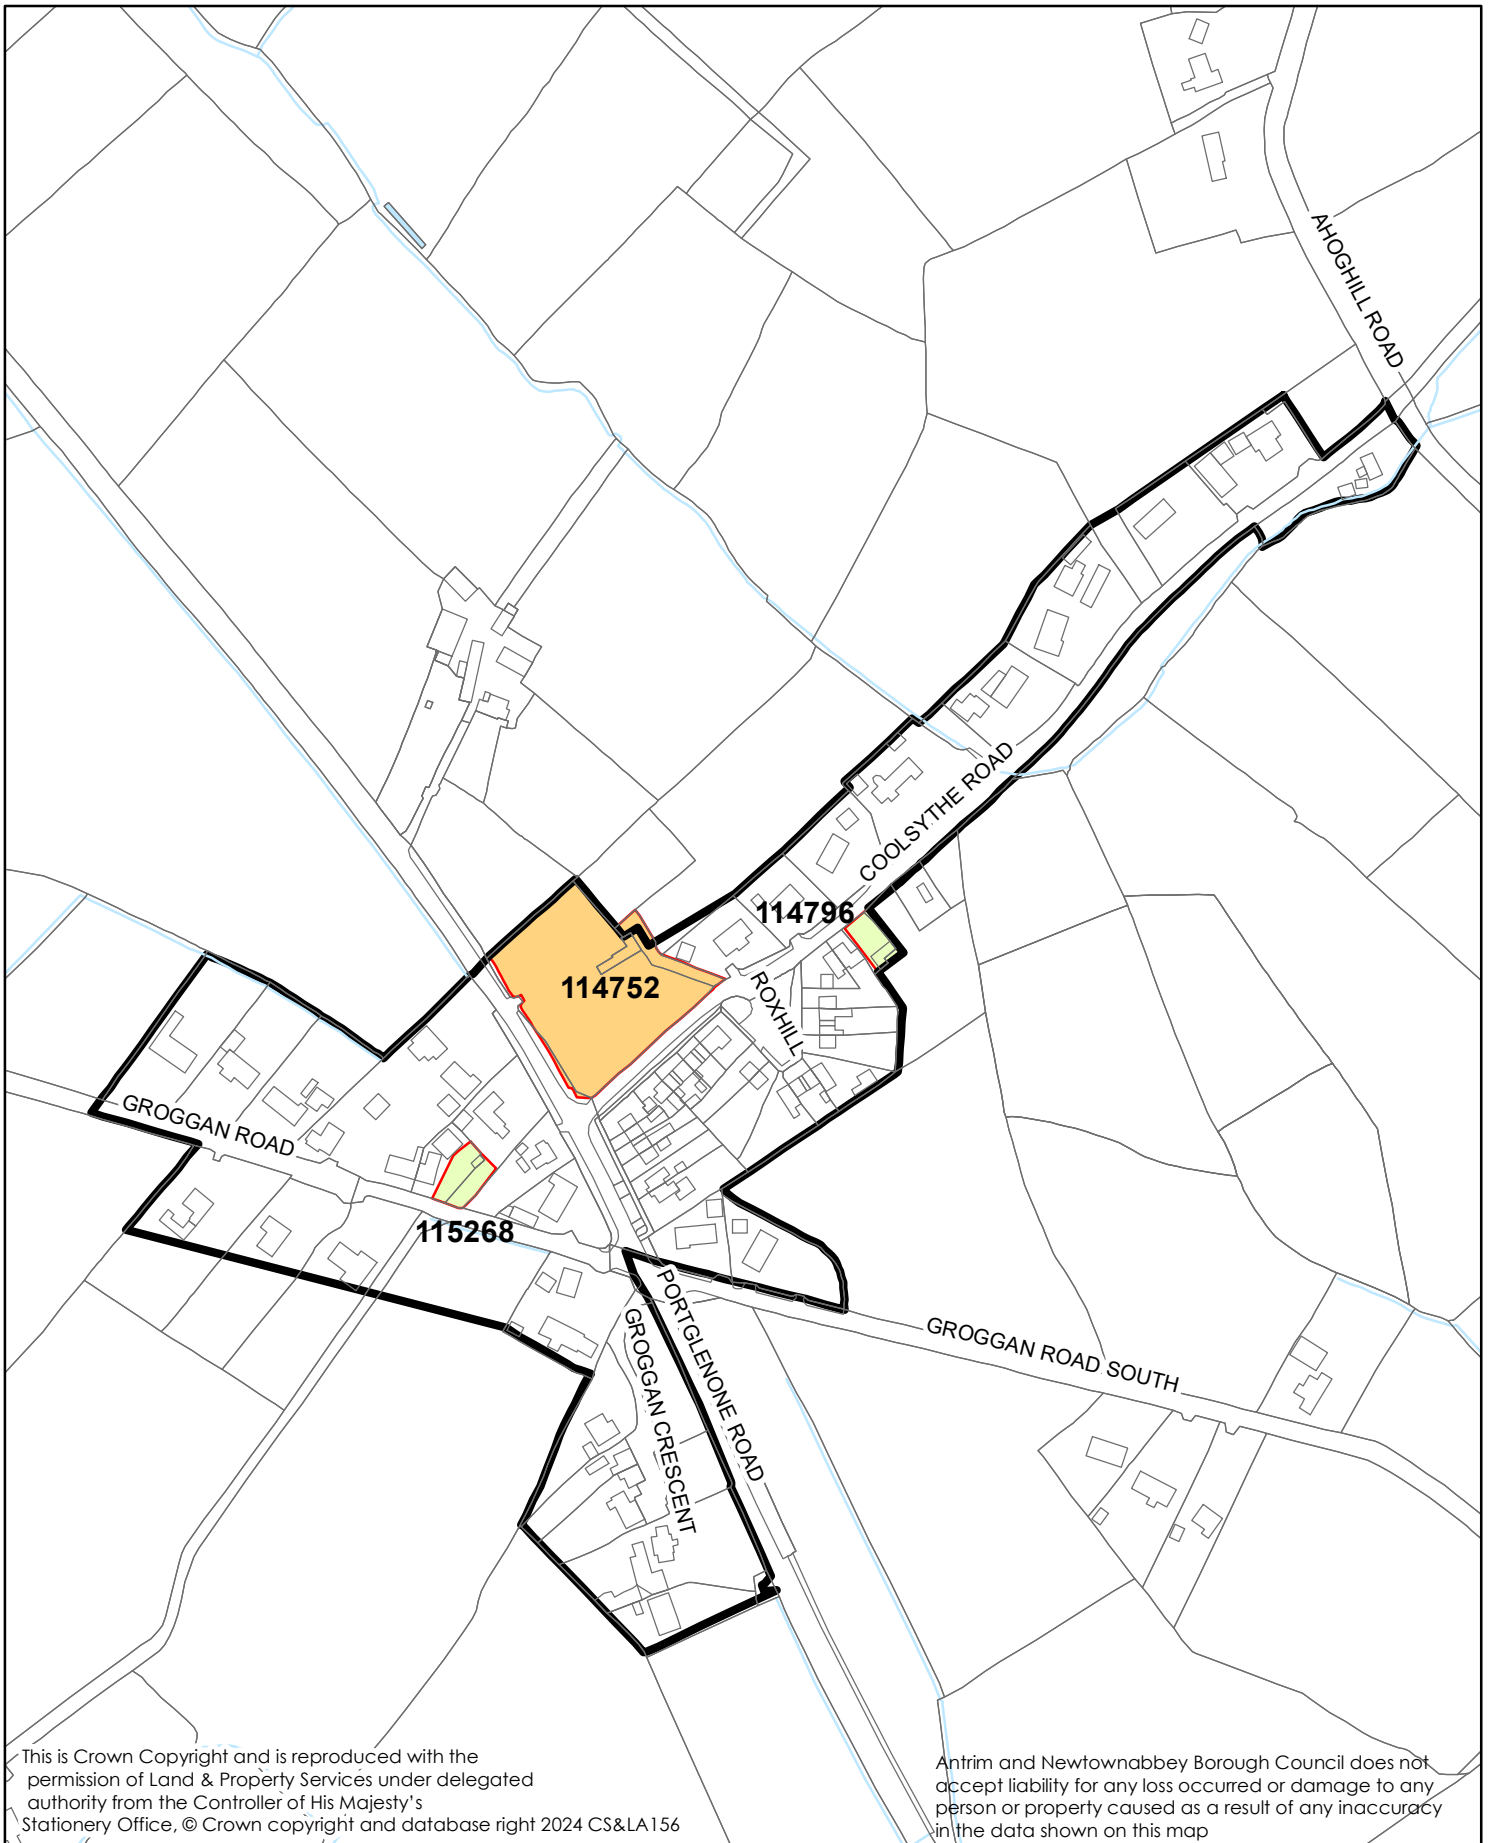 AHOGHILL ROAD
COOLSYTHE ROAD
114796
114752
ROXHILL
GROGGAN ROAD
115268
PORTGLENONE ROAD
GROGGAN CRESCENT
GROGGAN ROAD SOUTH
This is Crown Copyright and is reproduced with the
permission of Land & Property Services under delegated
authority from the Controller of His Majesty's
Stationery Office, © Crown copyright and database right 2024 CS&LA156
Antrim and Newtownabbey Borough Council does not
accept liability for any loss occurred or damage to any
person or property caused as a result of any inaccuracy
in the data shown on this map